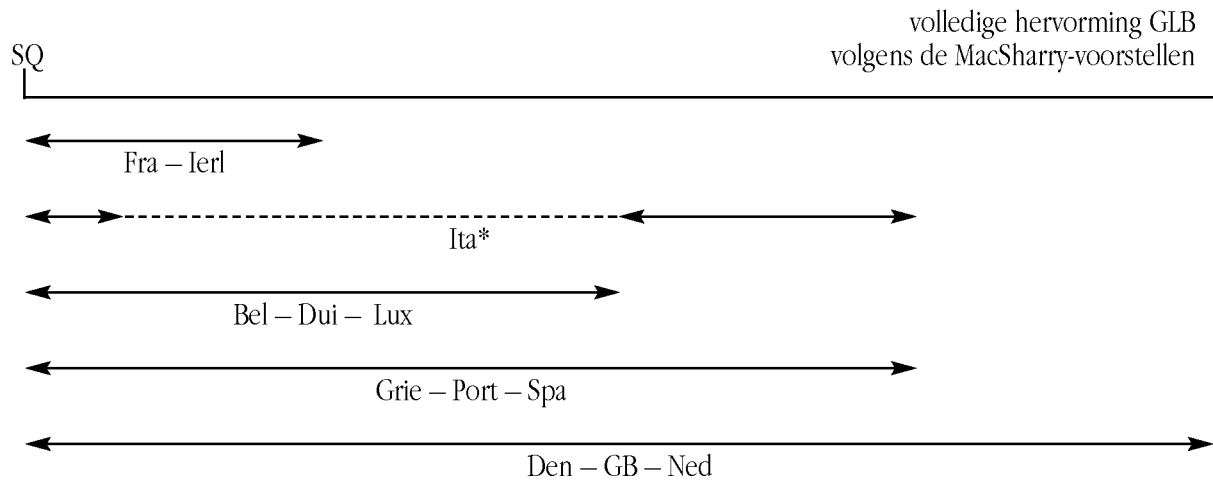 volledige hervorming GLB
SQ
volgens de MacSharry-voorstellen
Fra – Ierl
Ita*
Bel – Dui – Lux
Grie – Port – Spa
Den – GB – Ned